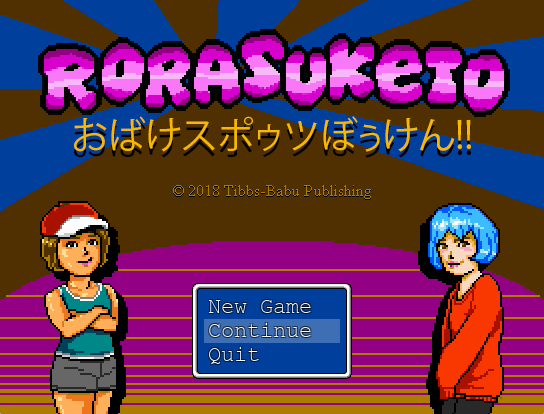 RORASUKETO
おばけスポゥツぼぅけん!!
© 2018 Tibbs-Babu Publishing
New Game
Continue
Quit